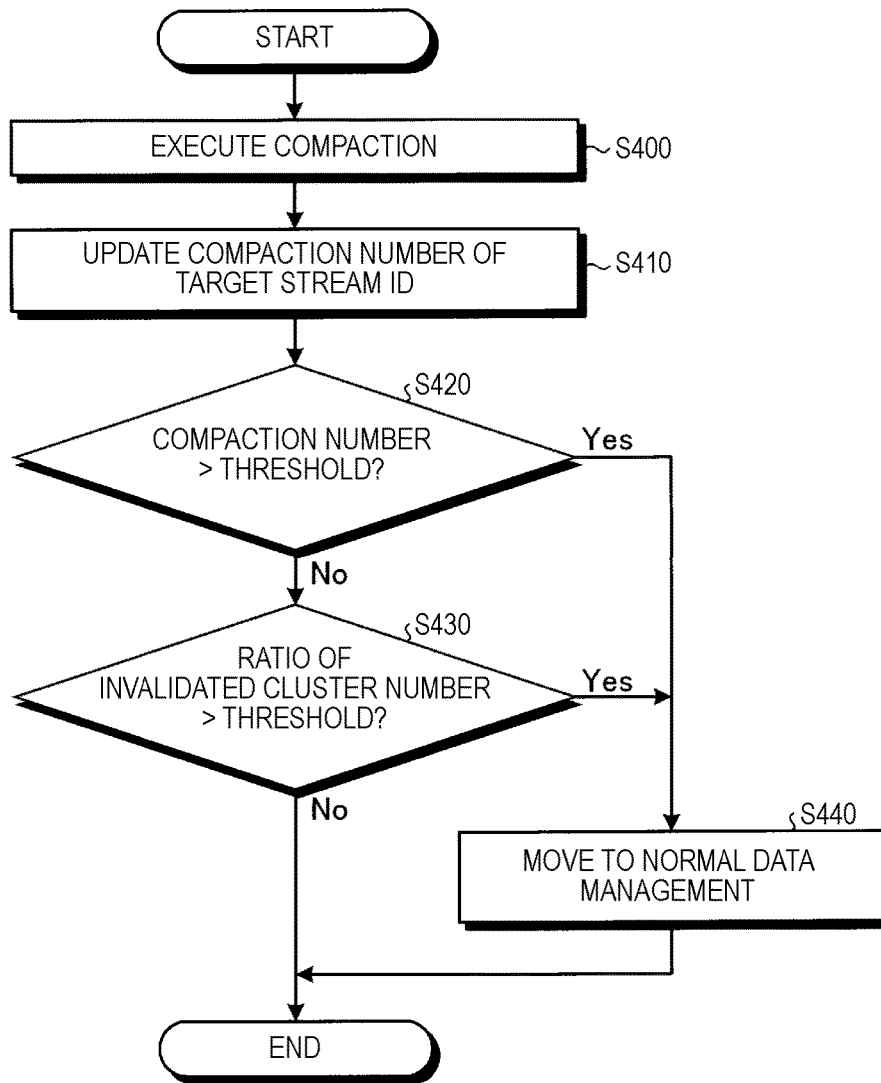 START
EXECUTE COMPACTION
S400
UPDATE COMPACTION NUMBER OF
TARGET STREAM ID
S410
S420
COMPACTION NUMBER
> THRESHOLD?
Yes
No
S430
RATIO OF
INVALIDATED CLUSTER NUMBER
> THRESHOLD?
Yes
No
S440
MOVE TO NORMAL DATA
MANAGEMENT
END